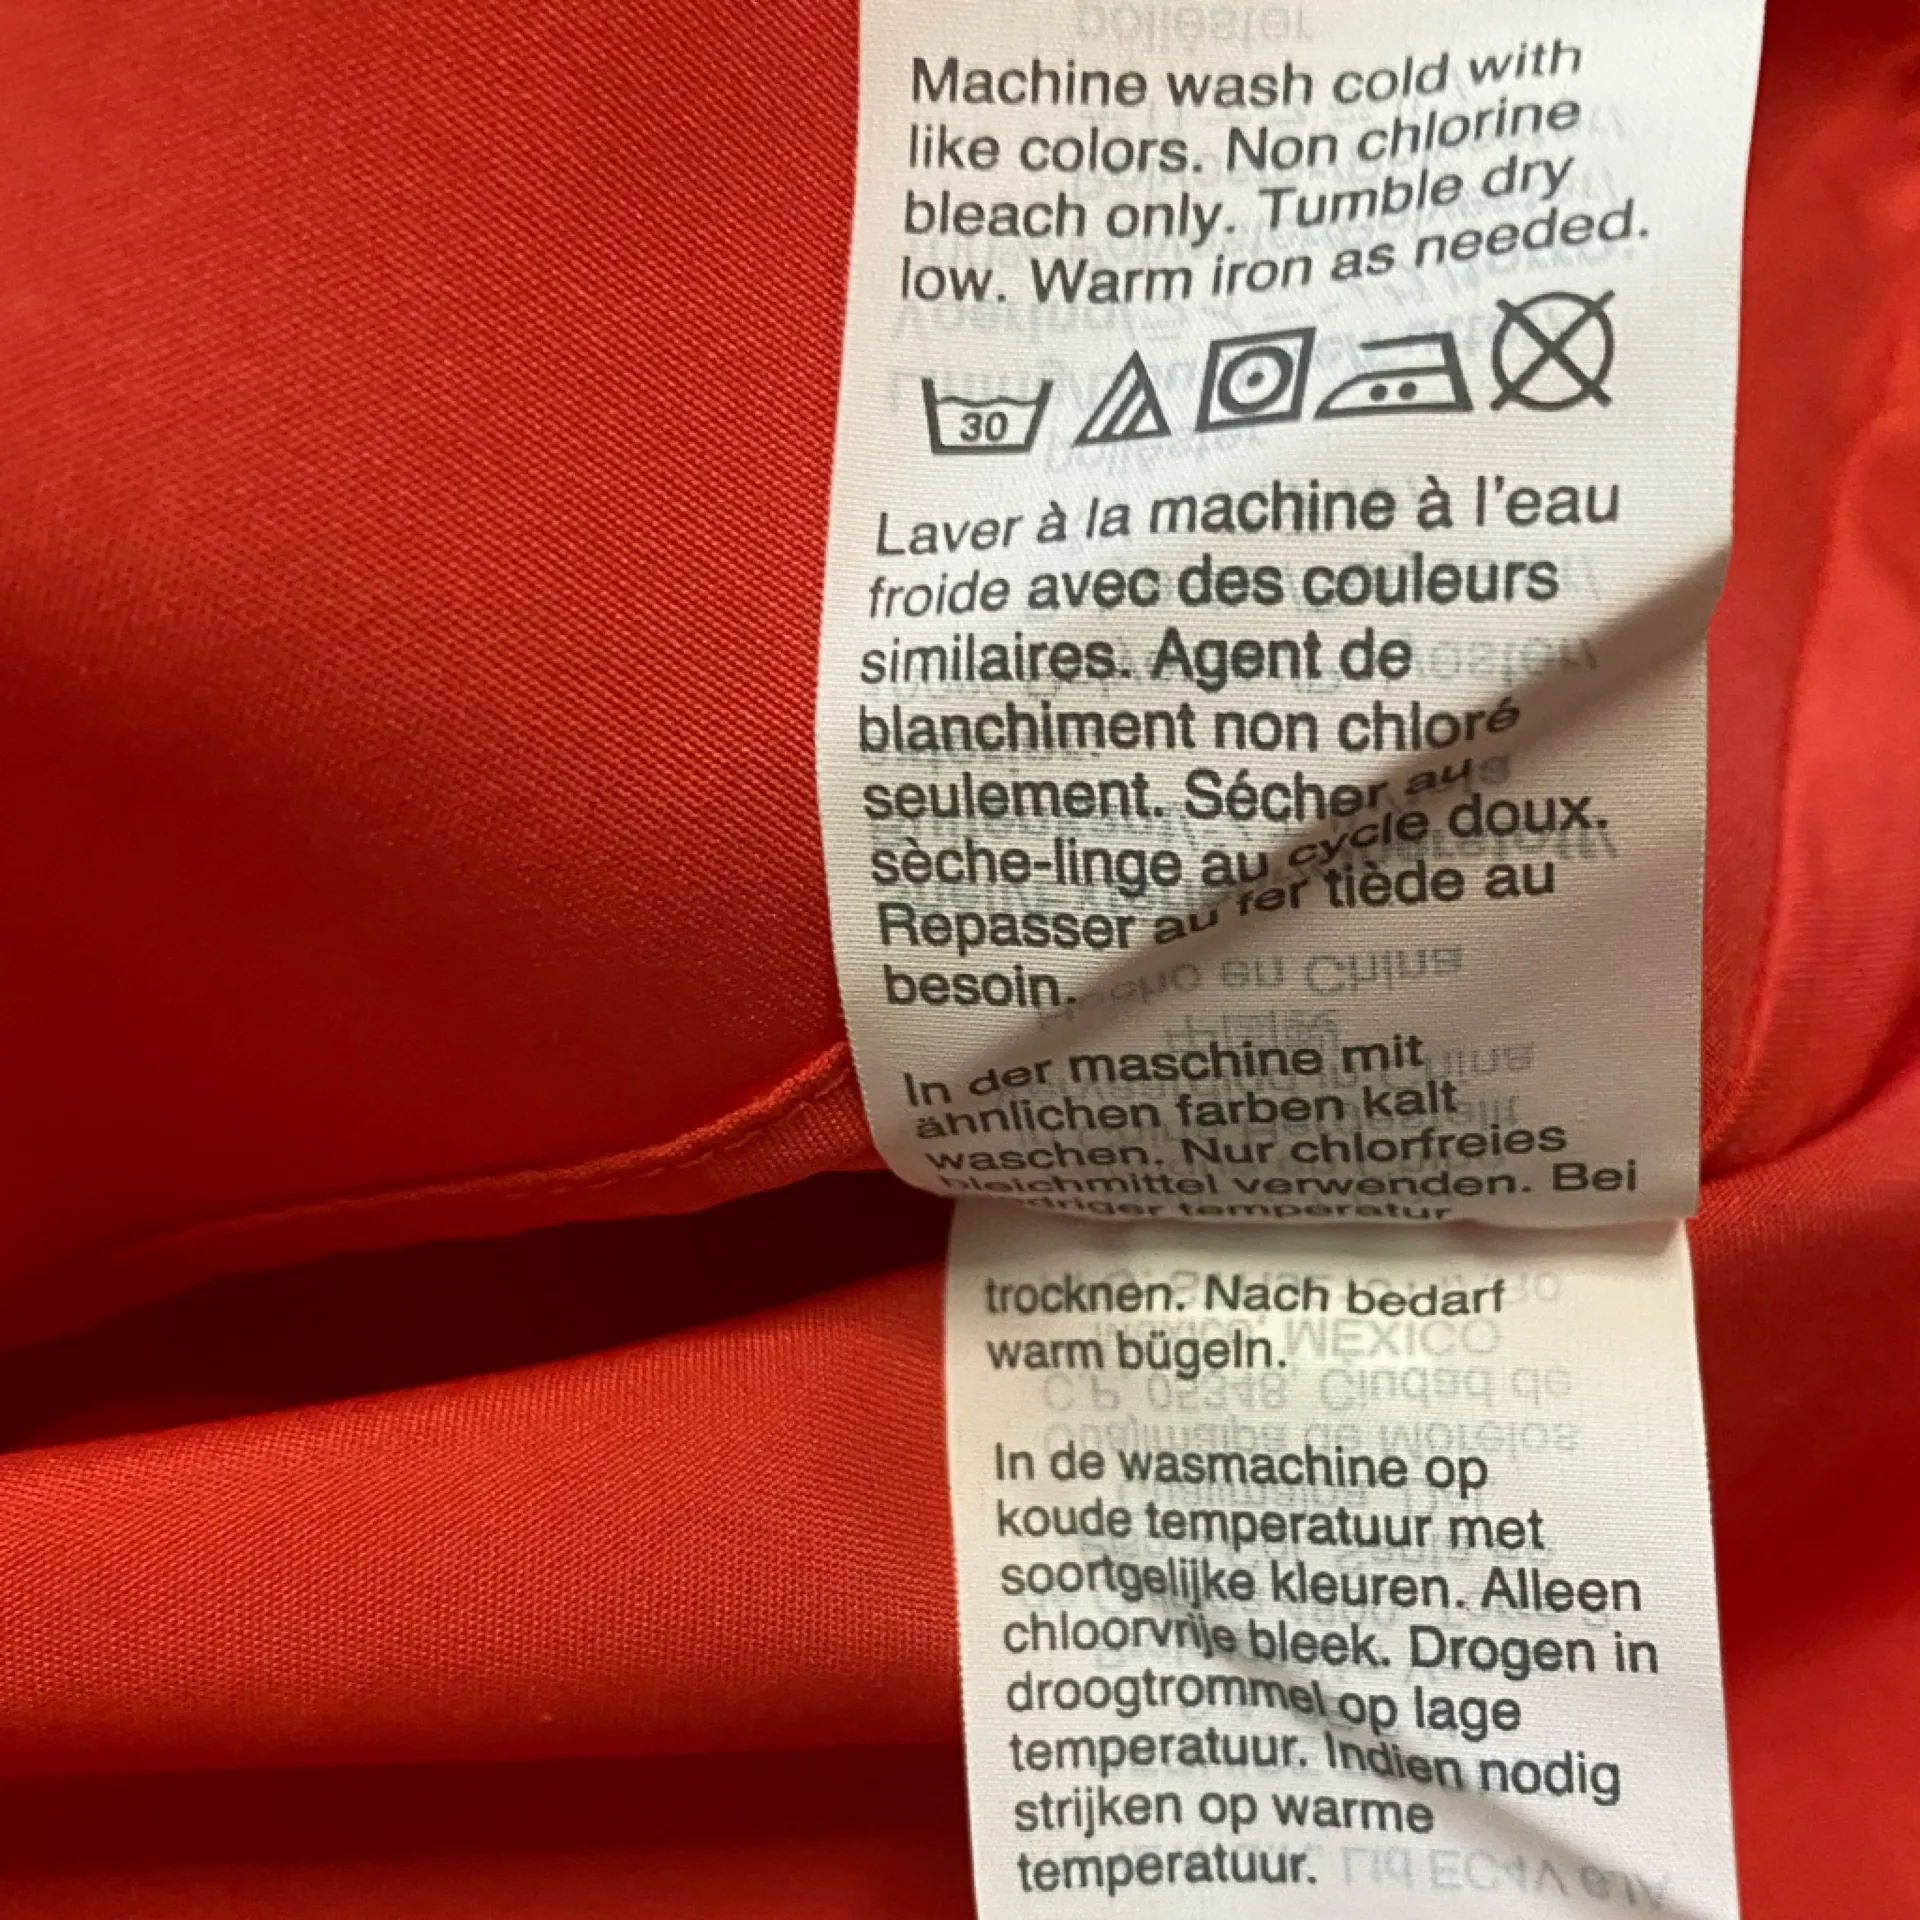 Machine wash cold with
like colors. Non chlorine
bleach only. Tumble dry
low. Warm iron as needed.
30
Laver à la machine à l'eau
froide avec des couleurs
similaires. Agent de
blanchiment non chloré
seulement. Sécher au
sèche-linge au cycle doux.
Repasser au fer tiède au
besoin.
In der maschine mit
ähnlichen farben kalt
waschen. Nur chlorfreies
bleichmittel verwenden. Bei
temperatur
trocknen. Nach bedarf
warm bügeln.
In de wasmachine op
koude temperatuur met
soortgelijke kleuren. Alleen
chloorvrije bleek. Drogen in
droogtrommel op lage
temperatuur. Indien nodig
strijken op warme
temperatuur.